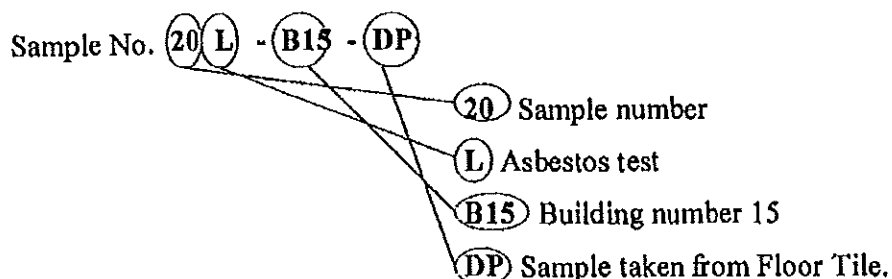 Sample No. 20 L - B15 - DP
20 Sample number
L Asbestos test
B15 Building number 15
DP Sample taken from Floor Tile.